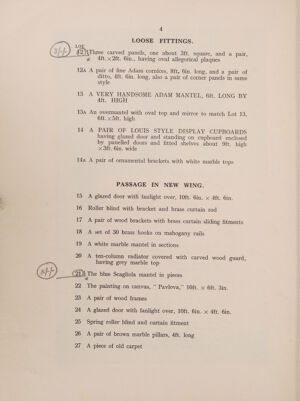 4
LOOSE FITTINGS.
LOT
12 Three carved panels, one about 3ft. square, and a pair,
4ft. × 2ft. 6in., having oval allegorical plaques
12A A pair of fine Adam cornices, 8ft. 6in. long, and a pair of
ditto, 4ft. 6in. long, also a pair of corner panels in same
style
13 A VERY HANDSOME ADAM MANTEL, 6ft. LONG BY
4ft. HIGH
13A An overmantel with oval top and mirror to match Lot 13,
6ft. × 5ft. high
14 A PAIR OF LOUIS STYLE DISPLAY CUPBOARDS
having glazed door and standing on cupboard enclosed
by panelled doors and fitted shelves about 9ft. high
× 3ft. 6in. wide
14A A pair of ornamental brackets with white marble tops
PASSAGE IN NEW WING.
15 A glazed door with fanlight over, 10ft. 6in. × 4ft. 6in.
16 Roller blind with bracket and brass curtain rod
17 A pair of wood brackets with brass curtain sliding fitments
18 A set of 30 brass hooks on mahogany rails
19 A white marble mantel in sections
20 A ten-column radiator covered with carved wood guard,
having grey marble top
21 The blue Scagliola mantel in pieces
22 The painting on canvas, "Pavlova," 10ft. × 6ft. 3in.
23 A pair of wood frames
24 A glazed door with fanlight over, 10ft. 6in. × 4ft. 6in.
25 Spring roller blind and curtain fitment
26 A pair of brown marble pillars, 4ft. long
27 A piece of old carpet